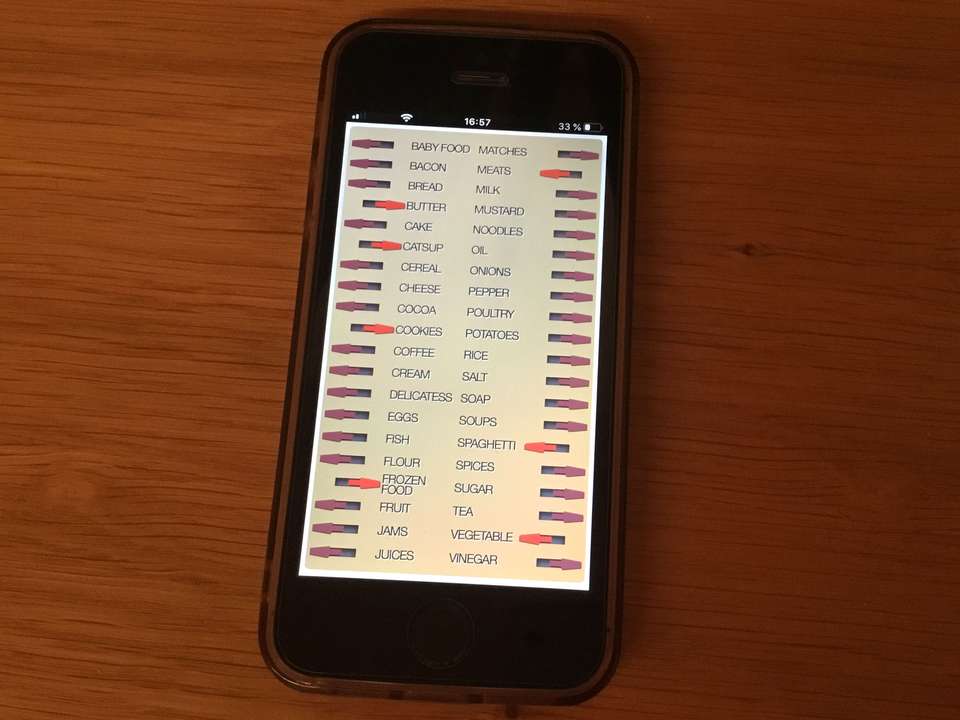 16:57
33 %
BABY FOOD MATCHES
BACON MEATS
BREAD MILK
BUTTER MUSTARD
CAKE NOODLES
CATSUP OIL
CEREAL ONIONS
CHEESE PEPPER
COCOA POULTRY
COOKIES POTATOES
COFFEE RICE
CREAM SALT
DELICATESS SOAP
EGGS SOUPS
FISH SPAGHETTI
FLOUR SPICES
FROZEN
FOOD SUGAR
FRUIT TEA
JAMS VEGETABLE
JUICES VINEGAR